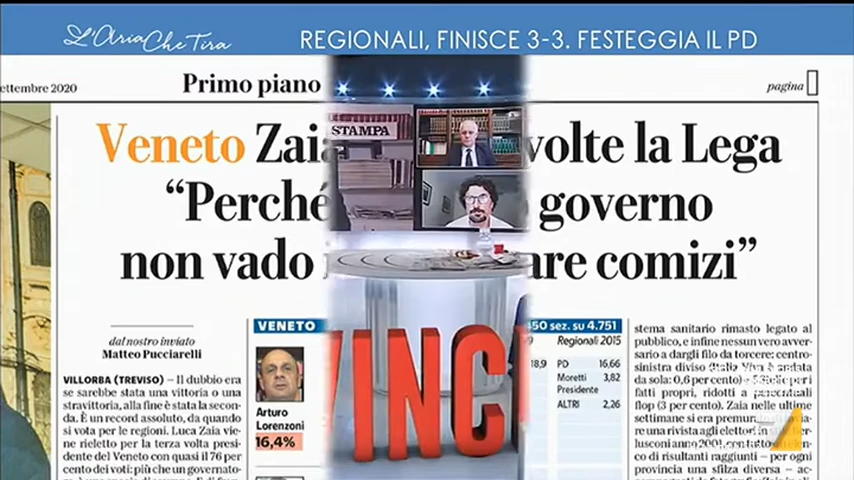 L'Aria Che Tira
REGIONALI, FINISCE 3-3. FESTEGGIA IL PD
ettembre 2020
Primo piano
pagina
STAMPA
Veneto Zaia volte la Lega
“Perché governo
non vado are comizi”
dal nostro inviato
Matteo Pucciarelli
VILLORBA (TREVISO) – Il dubbio era
se sarebbe stata una vittoria o una
stravittoria, alla fine è stata la secon-
da. È un record assoluto, da quando
si vota per le regioni. Luca Zaia
viene rieletto per la terza volta presi
dente del Veneto con quasi il 76 per
cento dei voti: più che un governato-
VENETO
Arturo
Lorenzoni
16,4%
VINC
450 sez. su 4.751
Regionali 2015
18,9
PD 16,66
Moretti 3,82
Presidente
ALTRI 2,26
stema sanitario rimasto legato al
pubblico, e infine nessun vero avver-
sario a dargli filo da torcere: centro-
sinistra diviso
da sola: 0,6 per cento)
fatti propri, ridotti a
flop (3 per cento). Zaia nelle ultime
settimane si era
una rivista agli elettori in
lusconi anno 2001,
di risultati raggiunti – per ogni
provincia una sfilza diversa –